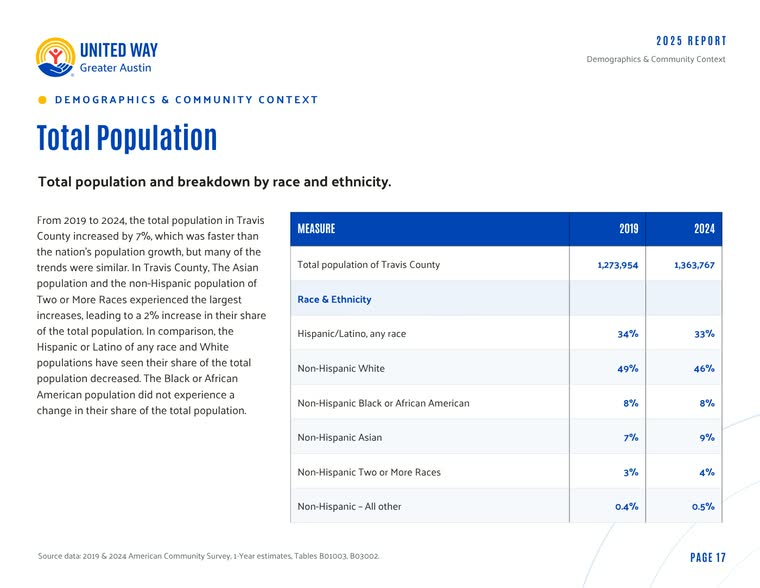 UNITED WAY
Greater Austin
2025 REPORT
Demographics & Community Context
DEMOGRAPHICS & COMMUNITY CONTEXT
Total Population
Total population and breakdown by race and ethnicity.
From 2019 to 2024, the total population in Travis
County increased by 7%, which was faster than
the nation's population growth, but many of the
trends were similar. In Travis County, The Asian
population and the non-Hispanic population of
Two or More Races experienced the largest
increases, leading to a 2% increase in their share
of the total population. In comparison, the
Hispanic or Latino of any race and White
populations have seen their share of the total
population decreased. The Black or African
American population did not experience a
change in their share of the total population.
MEASURE 2019 2024
Total population of Travis County 1,273,954 1,363,767
Race & Ethnicity
Hispanic/Latino, any race 34% 33%
Non-Hispanic White 49% 46%
Non-Hispanic Black or African American 8% 8%
Non-Hispanic Asian 7% 9%
Non-Hispanic Two or More Races 3% 4%
Non-Hispanic – All other 0.4% 0.5%
Source data: 2019 & 2024 American Community Survey, 1-Year estimates, Tables B01003, B03002.
PAGE 17